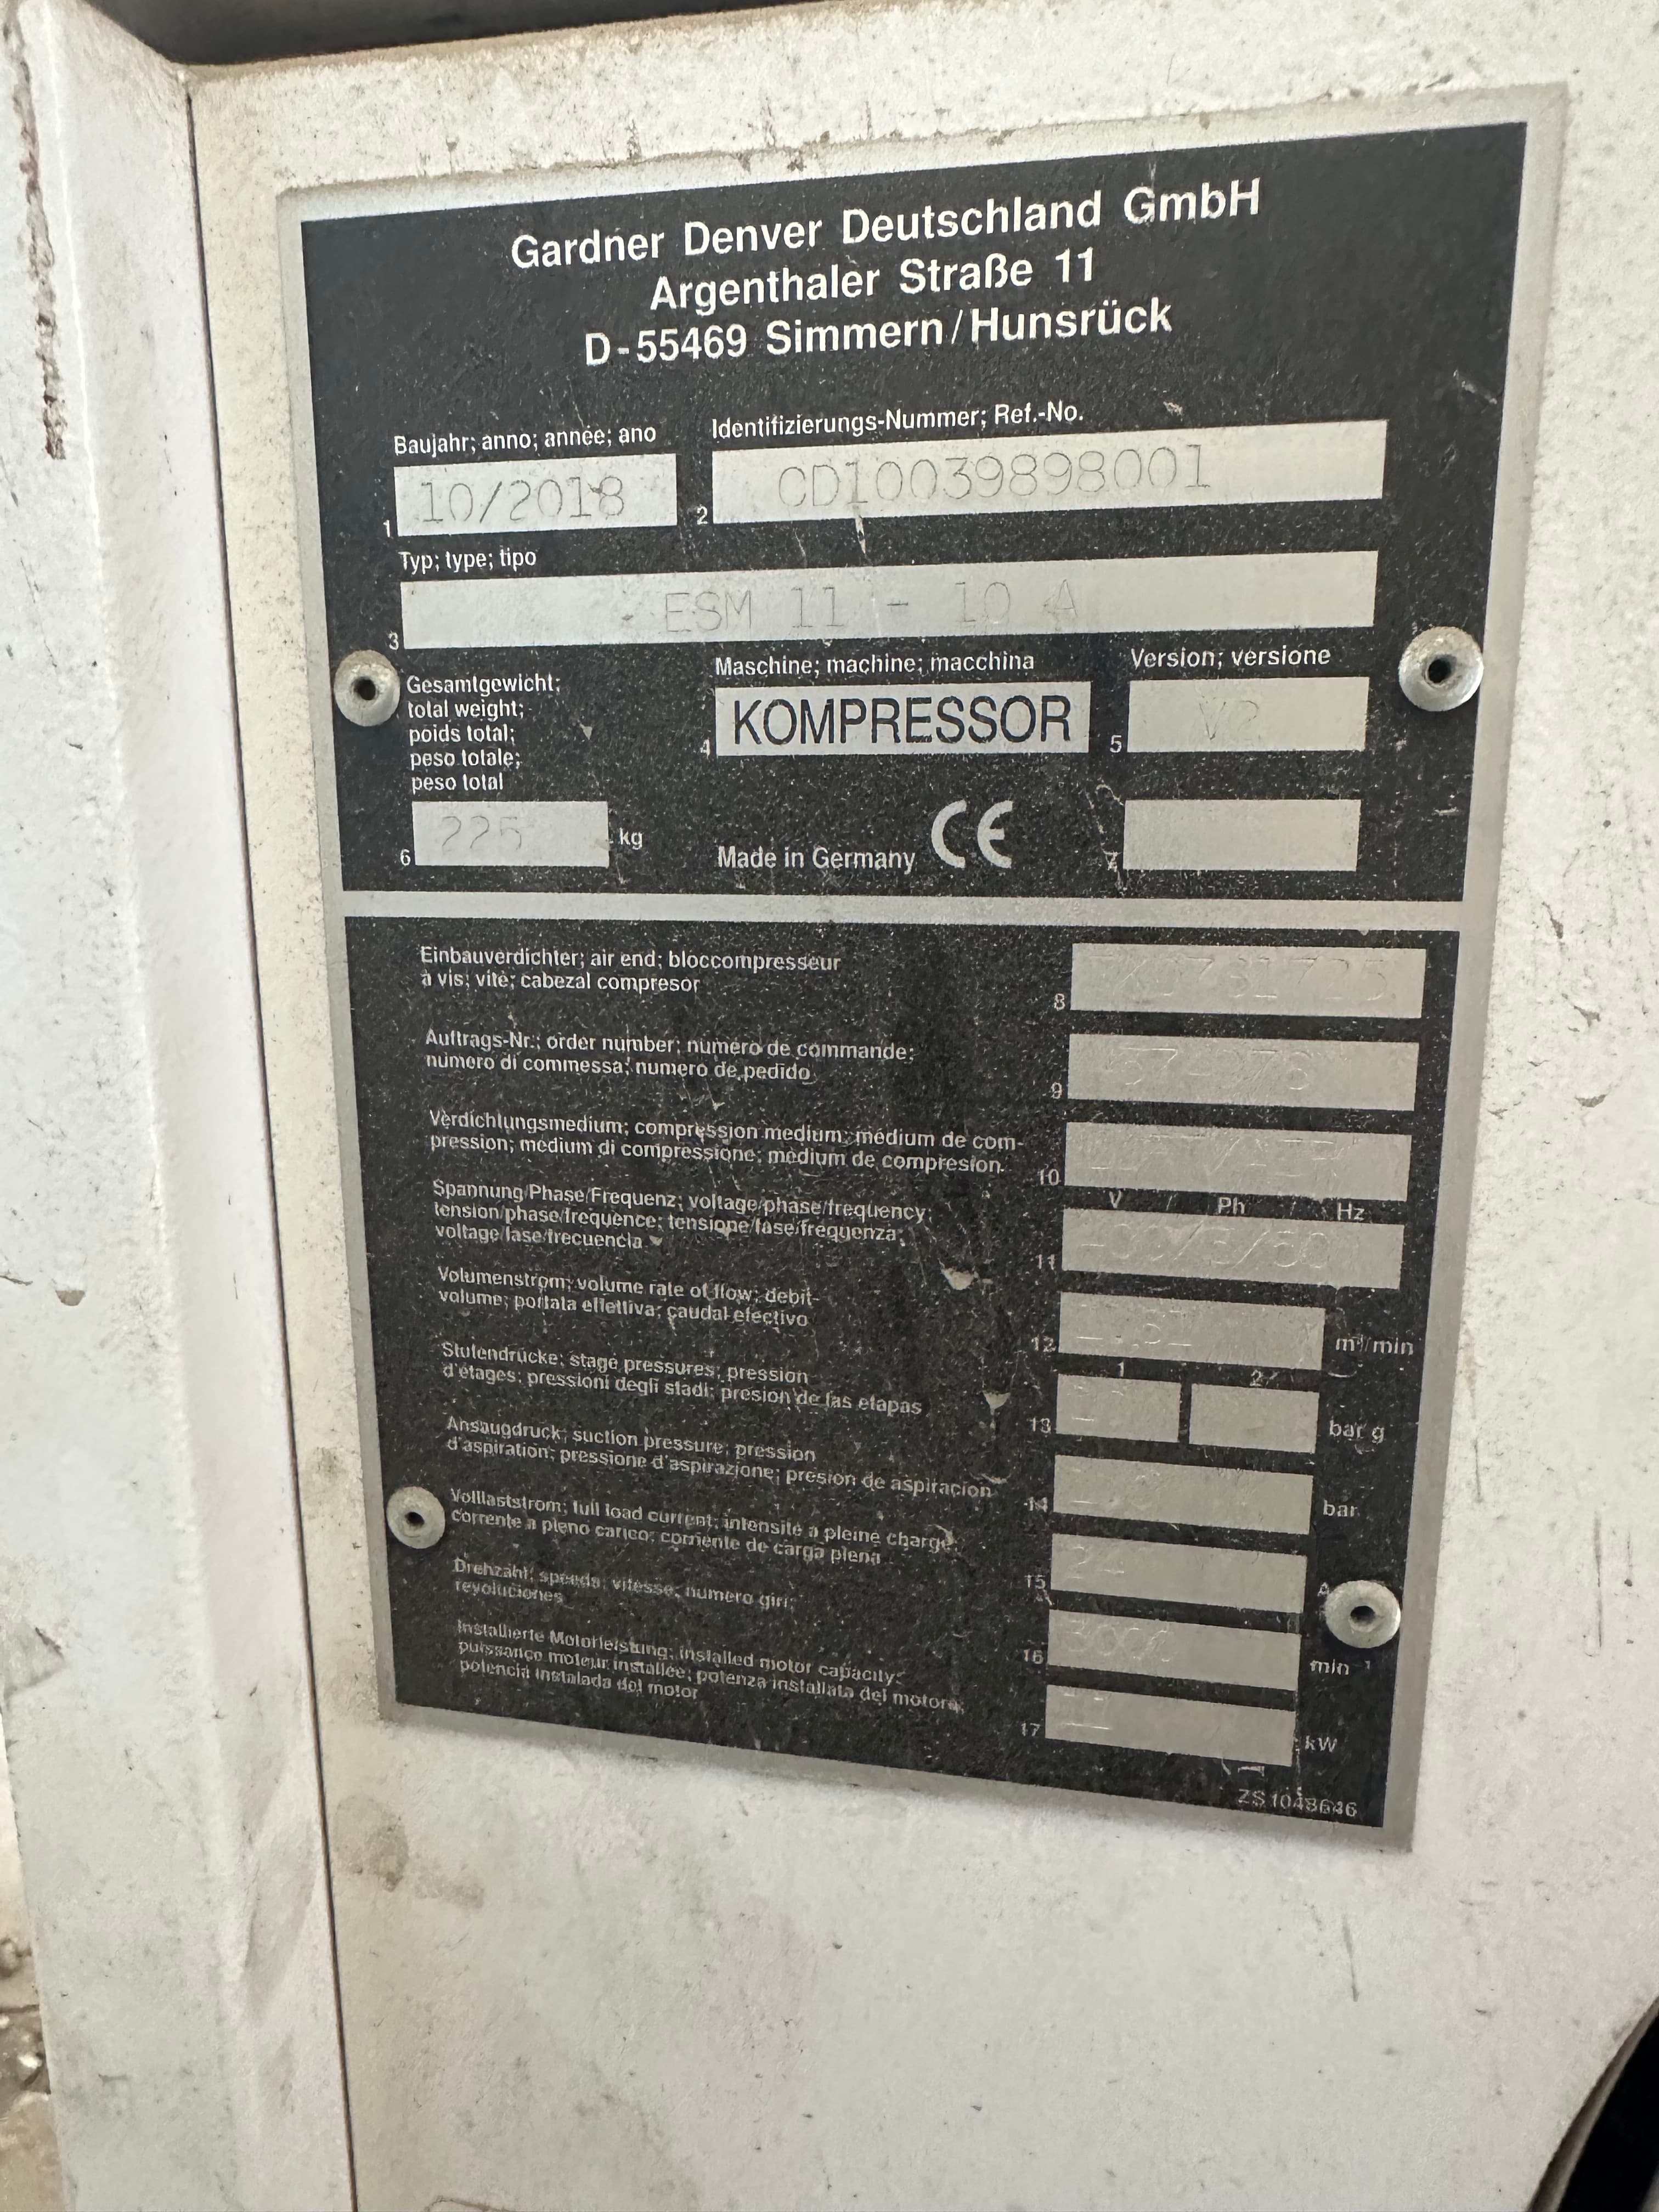 Gardner Denver Deutschland GmbH
Argenthaler Straße 11
D-55469 Simmern/Hunsrück
Baujahr; anno; année; ano
Identifizierungs-Nummer; Ref.-No.
1 10/2018
2 CD10039898001
Typ; type; tipo
3 ESM 11 - 10 A
Gesamtgewicht;
total weight;
poids total;
peso totale;
peso total
Maschine; machine; macchina
4 KOMPRESSOR
Version; versione
5 V2
6 225 kg
Made in Germany CE
7
Einbauverdichter; air end; bloccompresseur
à vis; vite; cabezal compresor
8
Auftrags-Nr.; order number; numéro de commande;
numero di commessa; numero de pedido
9
Verdichtungsmedium; compression medium; médium de com-
pression; medium di compressione; medium de compresion
10
Spannung/Phase/Frequenz; voltage/phase/frequency;
tension/phase/frequence; tensione/fase/frequenza;
voltage/fase/frecuencia
V / Ph / Hz
11
Volumenstrom; volume rate of flow; debit-
volume; portata effettiva; caudal efectivo
12 m³/min
Stufendrücke; stage pressures; pression
d'étages; pressioni degli stadi; presion de las etapas
1 2
13 bar g
Ansaugdruck; suction pressure; pression
d'aspiration; pressione d'aspirazione; presion de aspiracion
14 bar
Volllaststrom; full load current; intensité à pleine charge;
corrente a pleno carico; corriente de carga plena
15 24 A
Drehzahl; speeds; vitesse; numero giri;
revoluciones
16 min⁻¹
Installierte Motorleistung; installed motor capacity;
puissance moteur installée; potenza installata del motore;
potencia instalada del motor
17 kW
ZS1048646